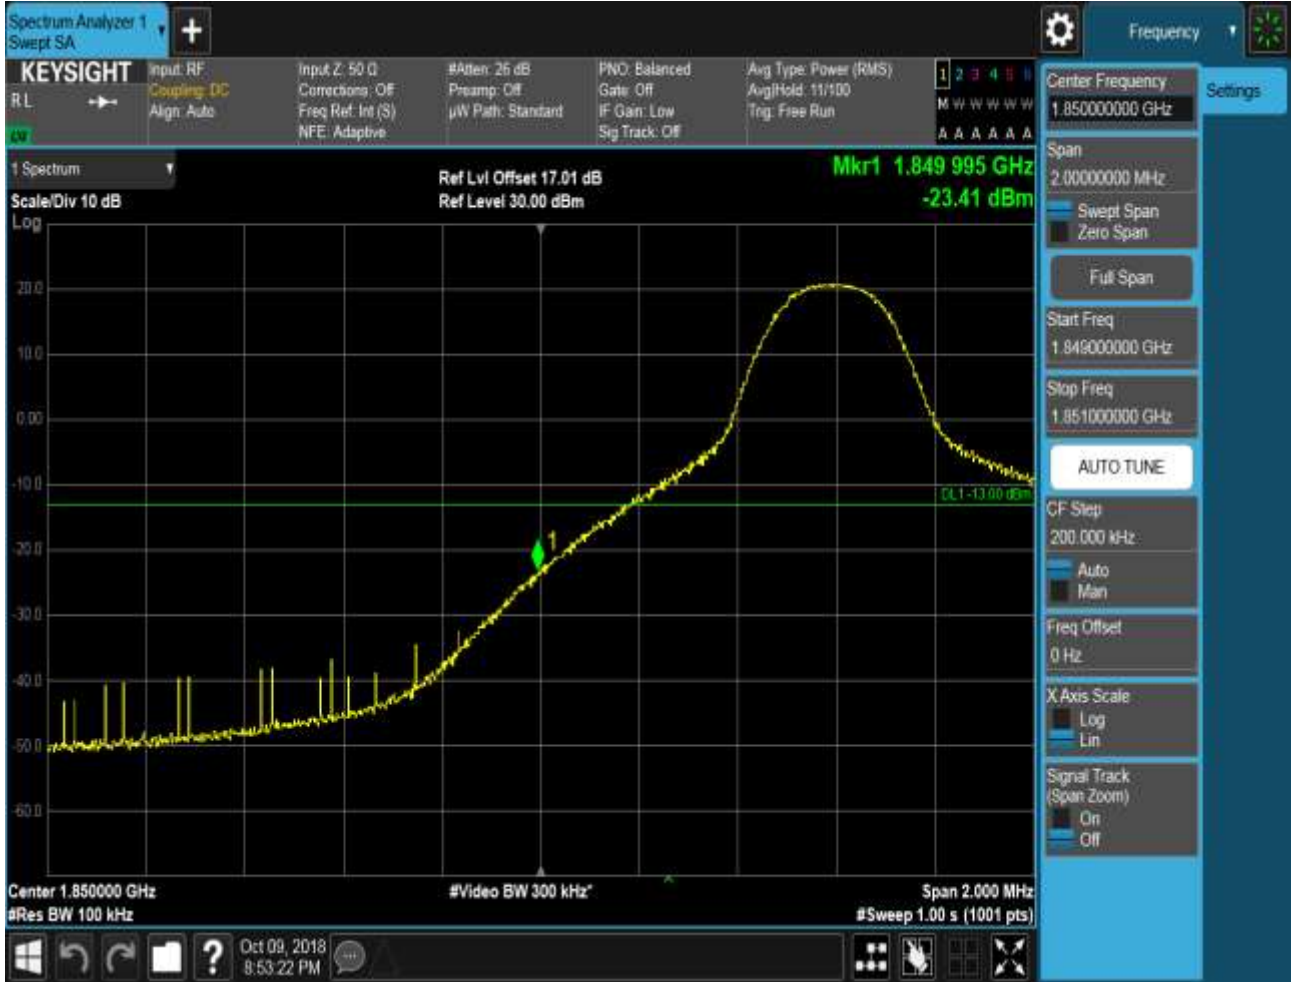 Spectrum Analyzer 1
Swept SA
Frequency
KEYSIGHT
RL
Input: RF
Coupling: DC
Align: Auto
Input Z: 50 Ω
Corrections: Off
Freq Ref: Int (S)
NFE: Adaptive
#Atten: 26 dB
Preamp: Off
µW Path: Standard
PNO: Balanced
Gate: Off
IF Gain: Low
Sig Track: Off
Avg Type: Power (RMS)
Avg|Hold: 11/100
Trig: Free Run
1 2 3 4 5 6
M W W W W W
A A A A A A
1 Spectrum
Scale/Div 10 dB
Log
Ref Lvl Offset 17.01 dB
Ref Level 30.00 dBm
Mkr1 1.849 995 GHz
-23.41 dBm
20.0
10.0
0.00
-10.0
-20.0
-30.0
-40.0
-50.0
-60.0
DL1 -13.00 dBm
1
Center 1.850000 GHz
#Res BW 100 kHz
#Video BW 300 kHz*
Span 2.000 MHz
#Sweep 1.00 s (1001 pts)
Oct 09, 2018
8:53:22 PM
Settings
Center Frequency
1.850000000 GHz
Span
2.00000000 MHz
Swept Span
Zero Span
Full Span
Start Freq
1.849000000 GHz
Stop Freq
1.851000000 GHz
AUTO TUNE
CF Step
200.000 kHz
Auto
Man
Freq Offset
0 Hz
X Axis Scale
Log
Lin
Signal Track
(Span Zoom)
On
Off